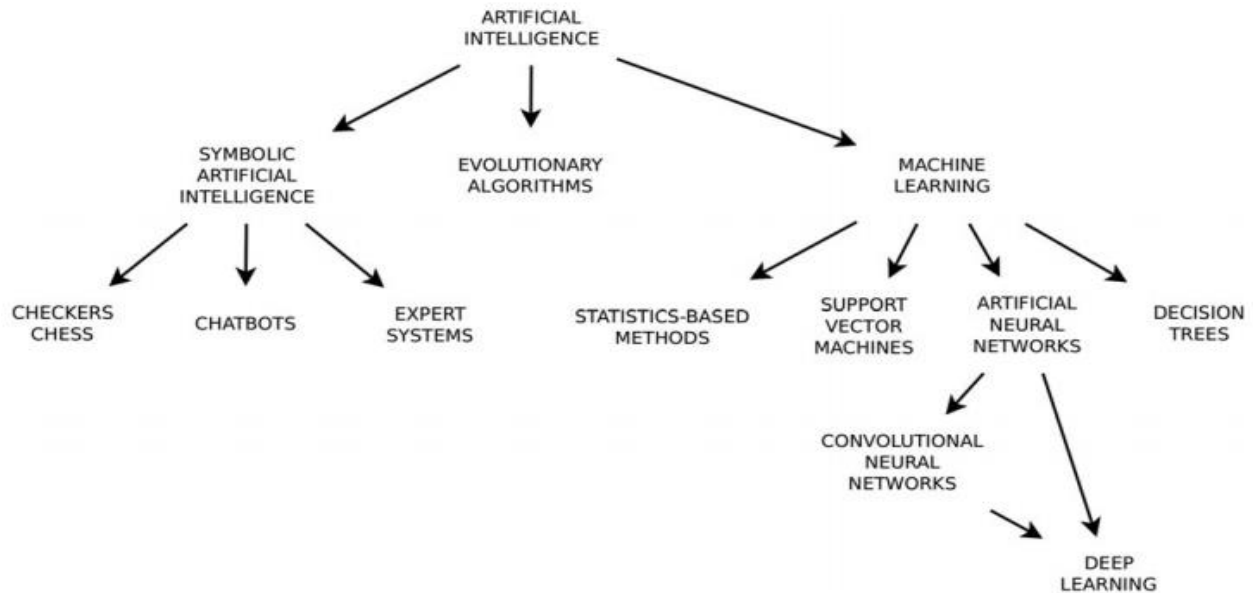 ARTIFICIAL
INTELLIGENCE
SYMBOLIC
ARTIFICIAL
INTELLIGENCE
EVOLUTIONARY
ALGORITHMS
MACHINE
LEARNING
CHECKERS
CHESS
CHATBOTS
EXPERT
SYSTEMS
STATISTICS-BASED
METHODS
SUPPORT
VECTOR
MACHINES
ARTIFICIAL
NEURAL
NETWORKS
DECISION
TREES
CONVOLUTIONAL
NEURAL
NETWORKS
DEEP
LEARNING